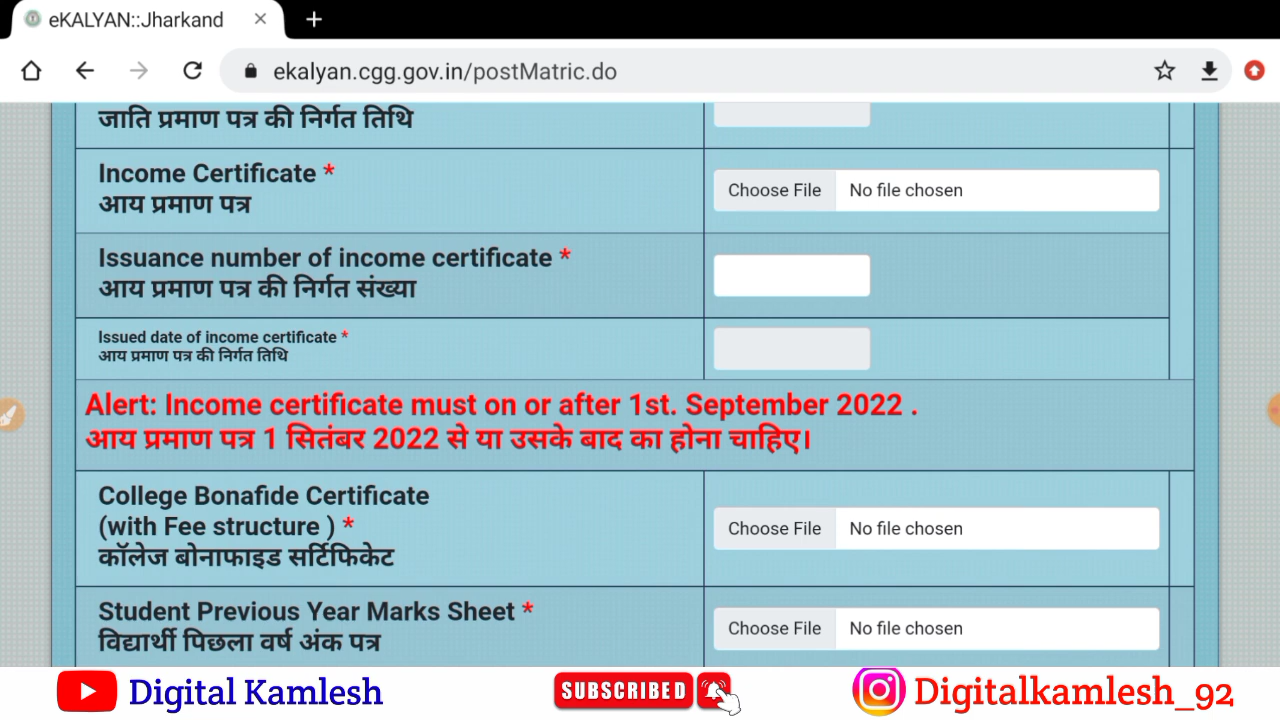 eKALYAN::Jharkand
ekalyan.cgg.gov.in/postMatric.do
जाति प्रमाण पत्र की निर्गत तिथि
Income Certificate *
आय प्रमाण पत्र
Choose File No file chosen
Issuance number of income certificate *
आय प्रमाण पत्र की निर्गत संख्या
Issued date of income certificate *
आय प्रमाण पत्र की निर्गत तिथि
Alert: Income certificate must on or after 1st. September 2022 .
आय प्रमाण पत्र 1 सितंबर 2022 से या उसके बाद का होना चाहिए।
College Bonafide Certificate
(with Fee structure ) *
कॉलेज बोनाफाइड सर्टिफिकेट
Choose File No file chosen
Student Previous Year Marks Sheet *
विद्यार्थी पिछला वर्ष अंक पत्र
Choose File No file chosen
Digital Kamlesh
SUBSCRIBED
Digitalkamlesh_92